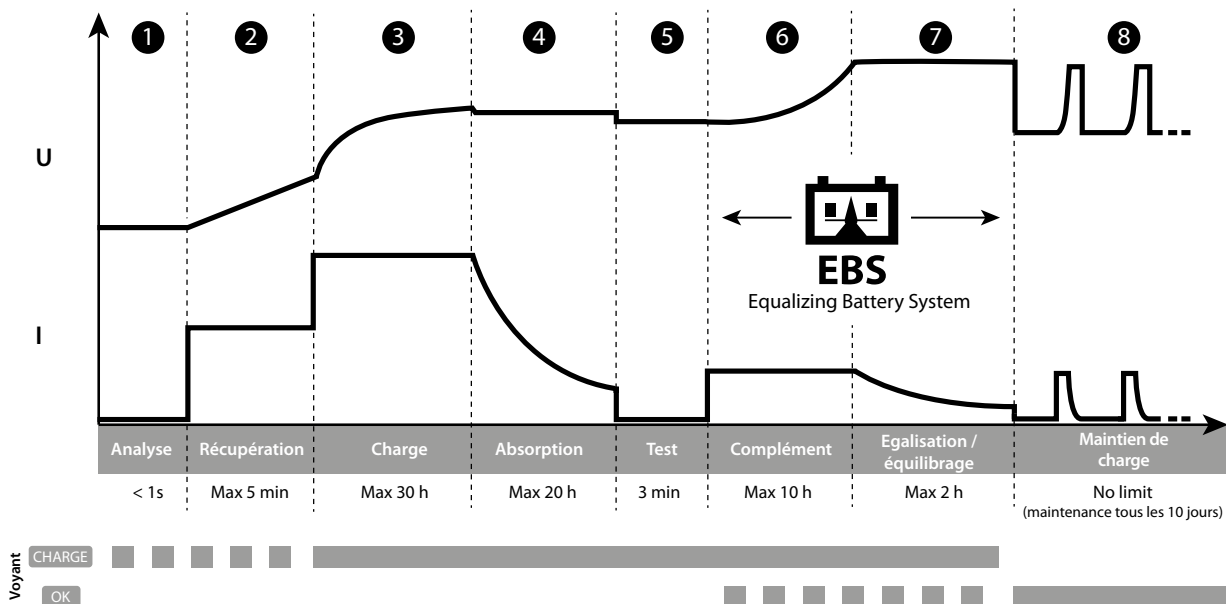 1 2 3 4 5 6 7 8
U
EBS
Equalizing Battery System
I
Analyse Récupération Charge Absorption Test Complément Egalisation / équilibrage Maintien de charge
< 1s Max 5 min Max 30 h Max 20 h 3 min Max 10 h Max 2 h No limit
(maintenance tous les 10 jours)
Voyant
CHARGE
OK